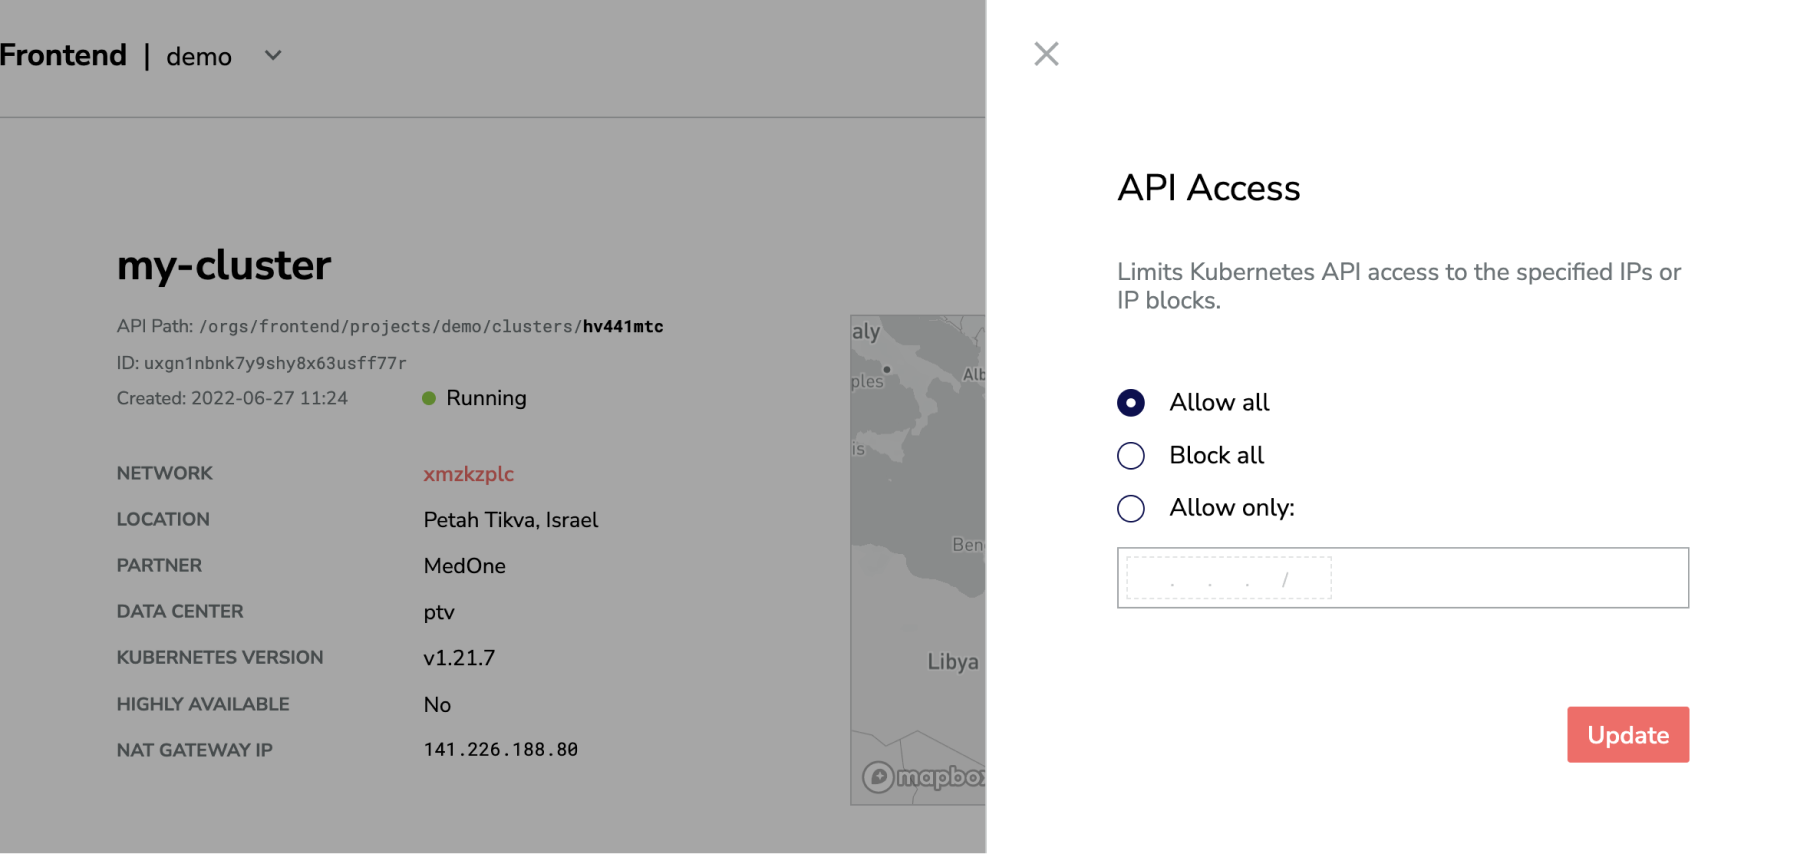 Frontend | demo
my-cluster
API Path: /orgs/frontend/projects/demo/clusters/hv441mtc
ID: uxgn1nbnk7y9shy8x63usff77r
Created: 2022-06-27 11:24 Running
NETWORK xmzkzplc
LOCATION Petah Tikva, Israel
PARTNER MedOne
DATA CENTER ptv
KUBERNETES VERSION v1.21.7
HIGHLY AVAILABLE No
NAT GATEWAY IP 141.226.188.80
aly
ples
Alb
is
Ben
Libya
mapbox
API Access
Limits Kubernetes API access to the specified IPs or
IP blocks.
Allow all
Block all
Allow only:
. . . /
Update